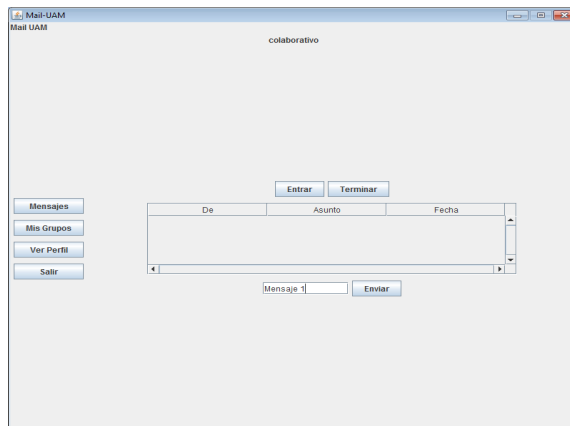 Mail-UAM
Mail UAM
colaborativo
Entrar Terminar
Mensajes
De Asunto Fecha
Mis Grupos
Ver Perfil
Salir
Mensaje 1 Enviar